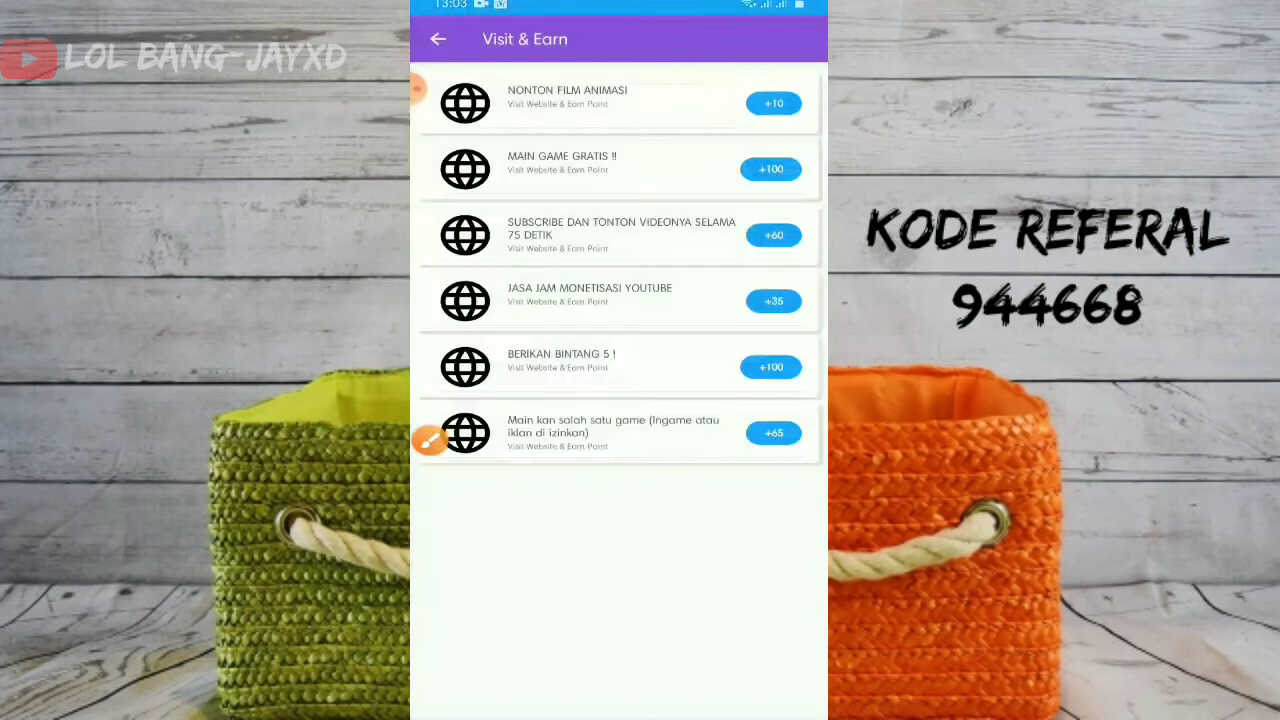 LOL BANG-JAYXD
13:03
Visit & Earn
NONTON FILM ANIMASI
Visit Website & Earn Point
+10
MAIN GAME GRATIS !!
Visit Website & Earn Point
+100
SUBSCRIBE DAN TONTON VIDEONYA SELAMA
75 DETIK
Visit Website & Earn Point
+60
JASA JAM MONETISASI YOUTUBE
Visit Website & Earn Point
+35
BERIKAN BINTANG 5 !
Visit Website & Earn Point
+100
Main kan salah satu game (Ingame atau
iklan di izinkan)
Visit Website & Earn Point
+65
KODE REFERAL
944668